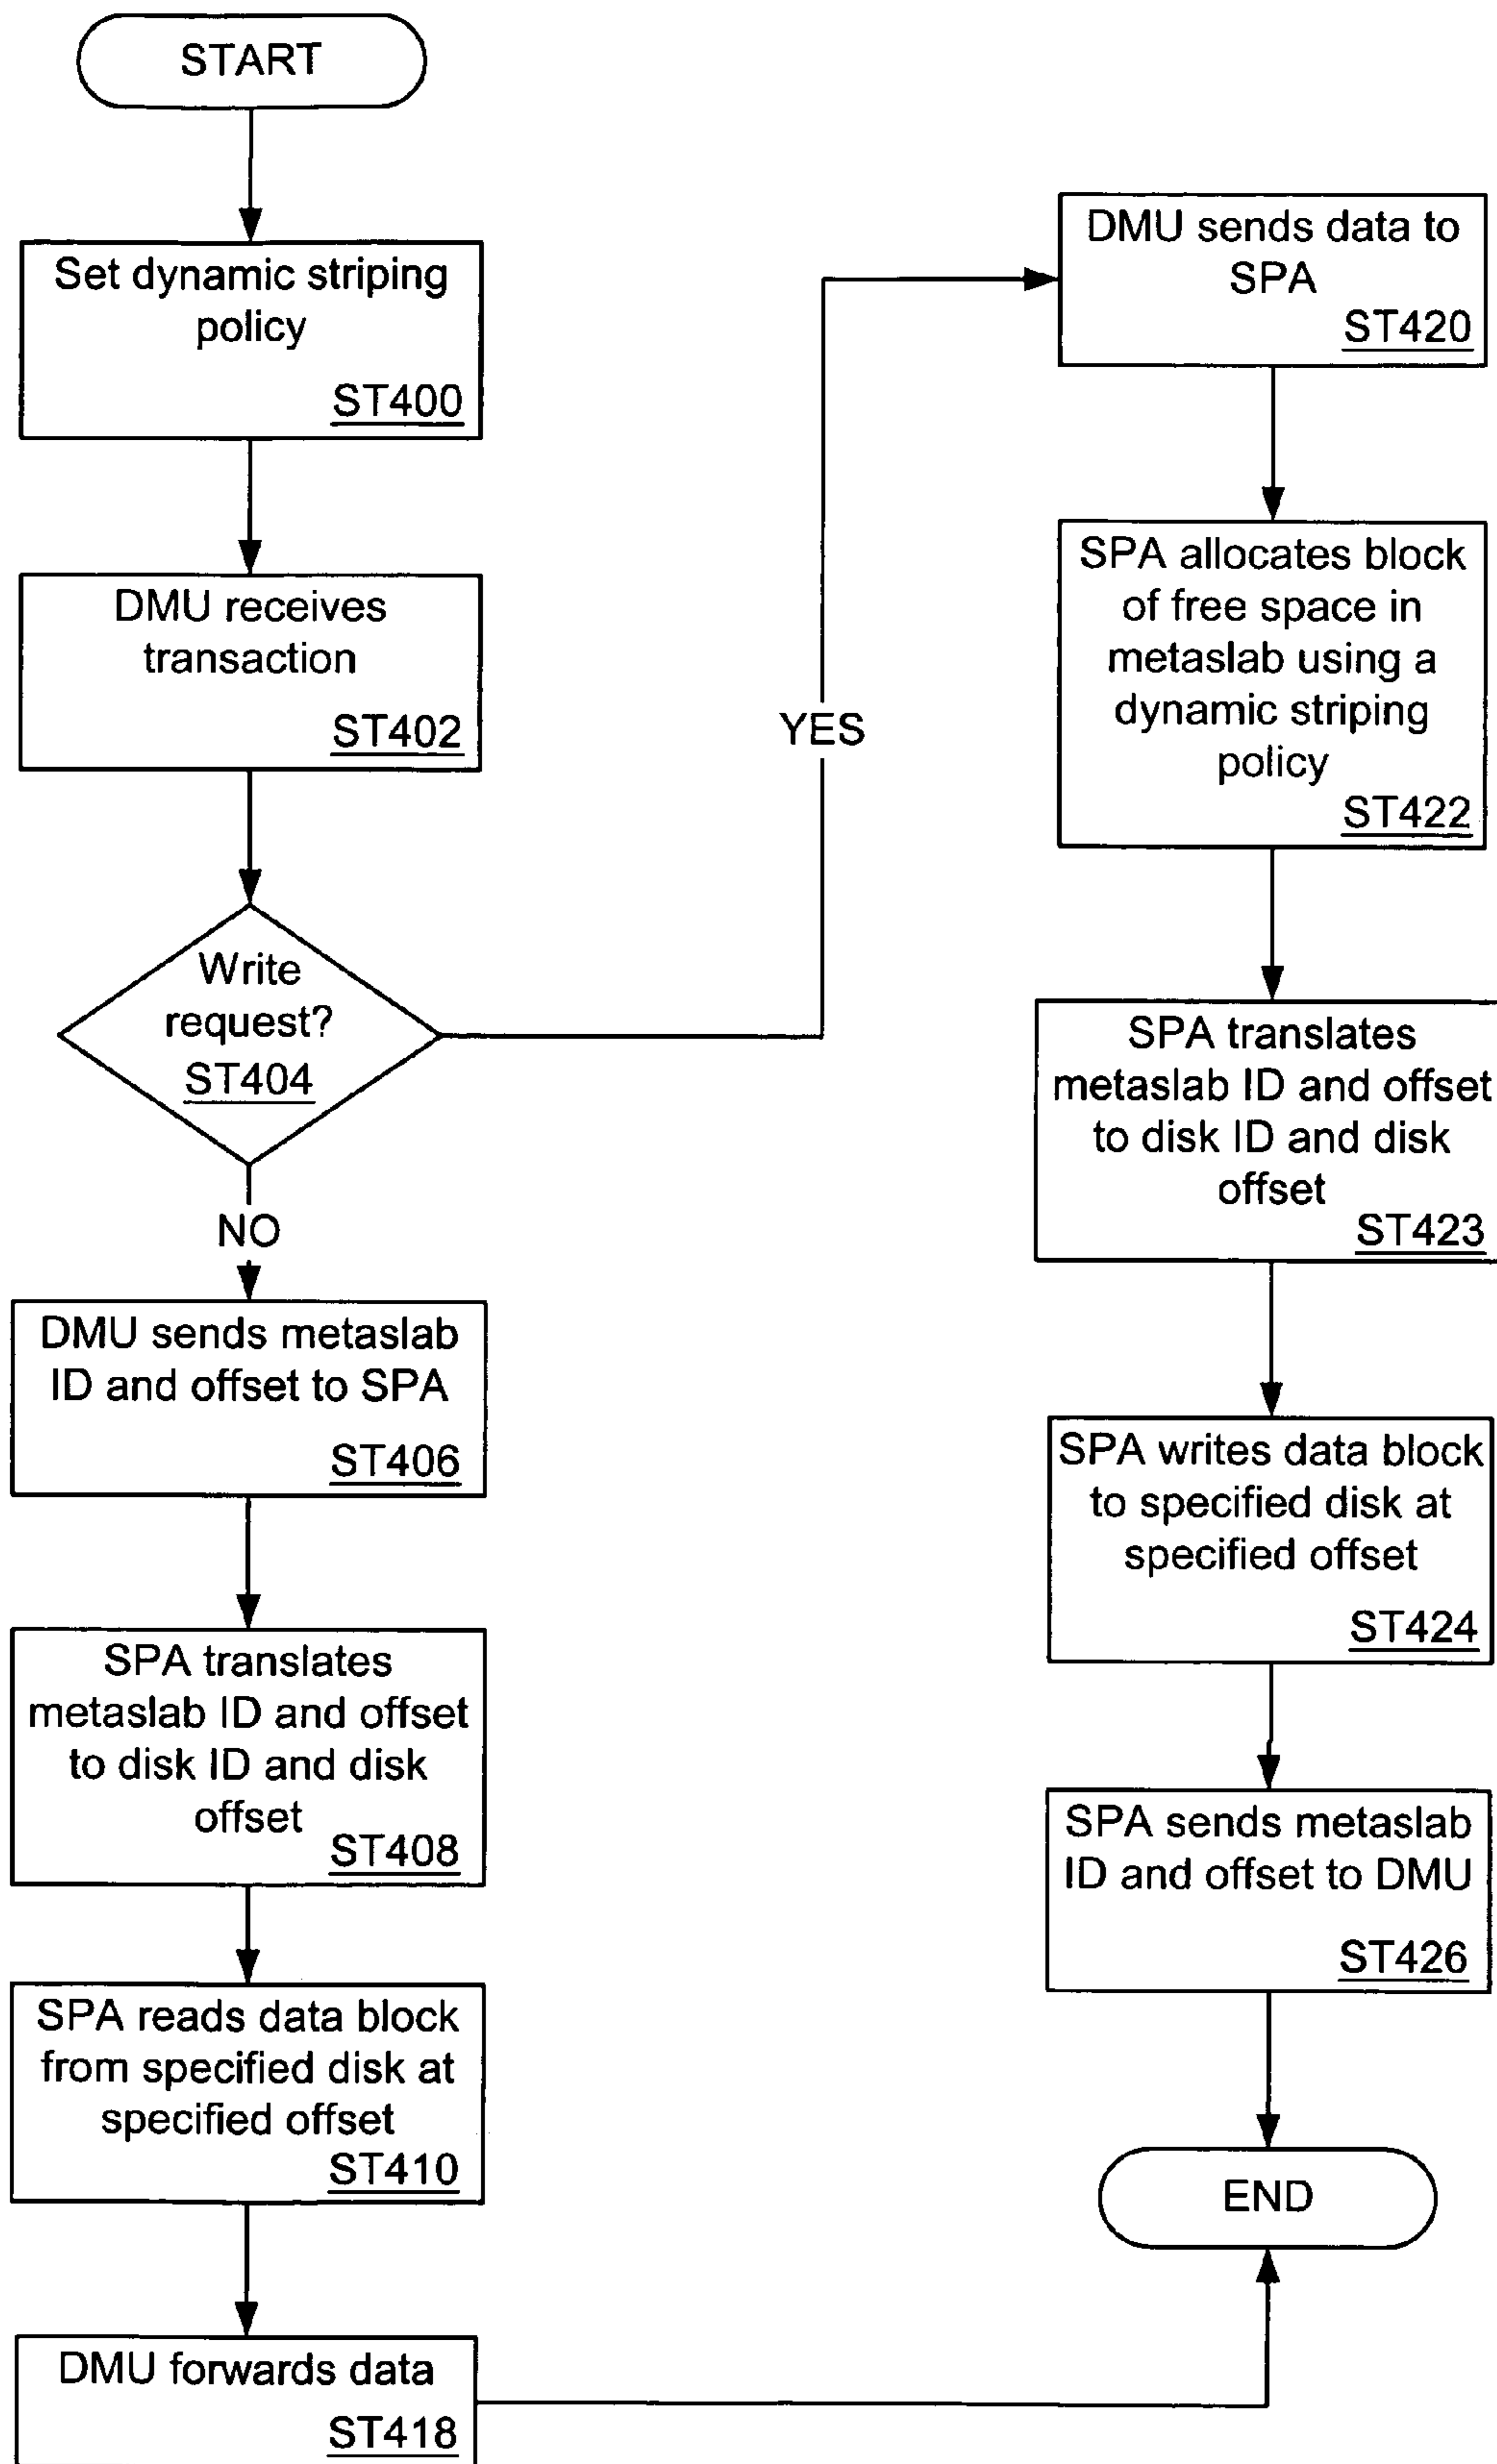 START
Set dynamic striping
policy
ST400
DMU receives
transaction
ST402
Write
request?
ST404
NO
DMU sends metaslab
ID and offset to SPA
ST406
SPA translates
metaslab ID and offset
to disk ID and disk
offset
ST408
SPA reads data block
from specified disk at
specified offset
ST410
DMU forwards data
ST418
YES
DMU sends data to
SPA
ST420
SPA allocates block
of free space in
metaslab using a
dynamic striping
policy
ST422
SPA translates
metaslab ID and offset
to disk ID and disk
offset
ST423
SPA writes data block
to specified disk at
specified offset
ST424
SPA sends metaslab
ID and offset to DMU
ST426
END